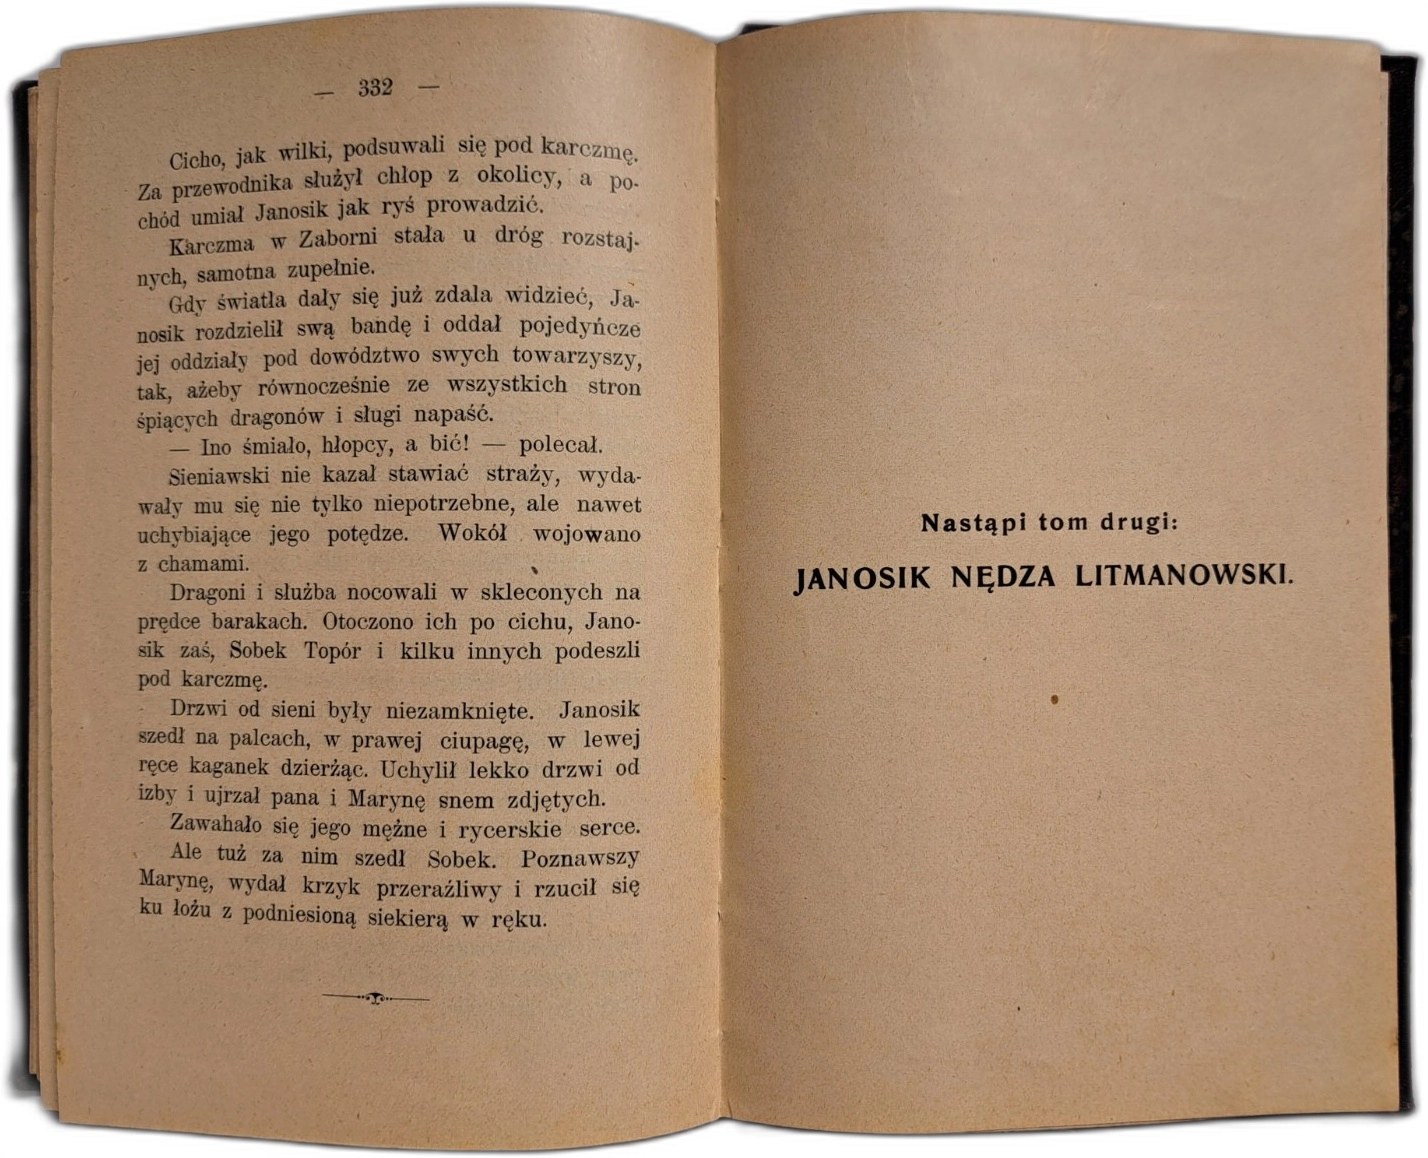 — 332 —
Cicho, jak wilki, podsuwali się pod karczmę.
Za przewodnika służył chłop z okolicy, a po-
chód umiał Janosik jak ryś prowadzić.
Karczma w Zaborni stała u dróg rozstaj-
nych, samotna zupełnie.
Gdy światła dały się już zdala widzieć, Ja-
nosik rozdzielił swą bandę i oddał pojedyńcze
jej oddziały pod dowództwo swych towarzyszy,
tak, ażeby równocześnie ze wszystkich stron
śpiących dragonów i sługi napaść.
— Ino śmiało, hłopcy, a bić! — polecał.
Sieniawski nie kazał stawiać straży, wyda-
wały mu się nie tylko niepotrzebne, ale nawet
uchybiające jego potędze. Wokół wojowano
z chamami.
Dragoni i służba nocowali w skleconych na
prędce barakach. Otoczono ich po cichu, Jano-
sik zaś, Sobek Topór i kilku innych podeszli
pod karczmę.
Drzwi od sieni były niezamknięte. Janosik
szedł na palcach, w prawej ciupagę, w lewej
ręce kaganek dzierżąc. Uchylił lekko drzwi od
izby i ujrzał pana i Marynę snem zdjętych.
Zawahało się jego mężne i rycerskie serce.
Ale tuż za nim szedł Sobek. Poznawszy
Marynę, wydał krzyk przeraźliwy i rzucił się
ku łożu z podniesioną siekierą w ręku.
Nastąpi tom drugi:
JANOSIK NĘDZA LITMANOWSKI.